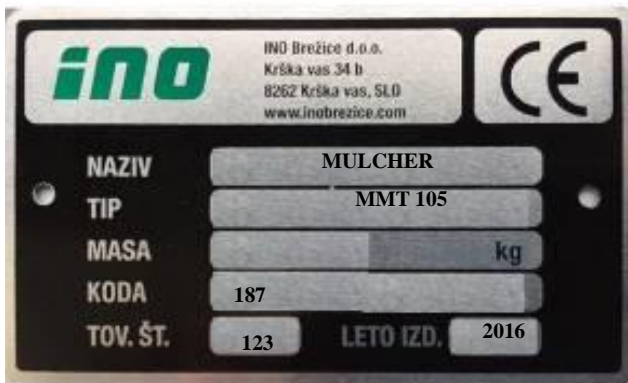 ino
INO Brežice d.o.o.
Krška vas 34 b
8262 Krška vas, SLO
www.inobrezice.com
CE
NAZIV MULCHER
TIP MMT 105
MASA kg
KODA 187
TOV. ŠT. 123 LETO IZD. 2016